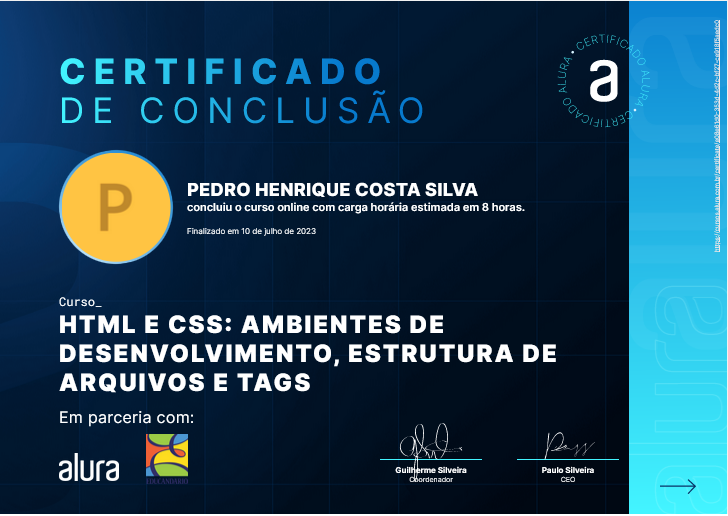 CERTIFICADO
DE CONCLUSÃO
CERTIFICADO ALURA • CERTIFICADO ALURA •
a
P
PEDRO HENRIQUE COSTA SILVA
concluiu o curso online com carga horária estimada em 8 horas.
Finalizado em 10 de julho de 2023
Curso_
HTML E CSS: AMBIENTES DE
DESENVOLVIMENTO, ESTRUTURA DE
ARQUIVOS E TAGS
Em parceria com:
alura
EDUCANDÁRIO
Guilherme Silveira
Coordenador
Paulo Silveira
CEO
alura